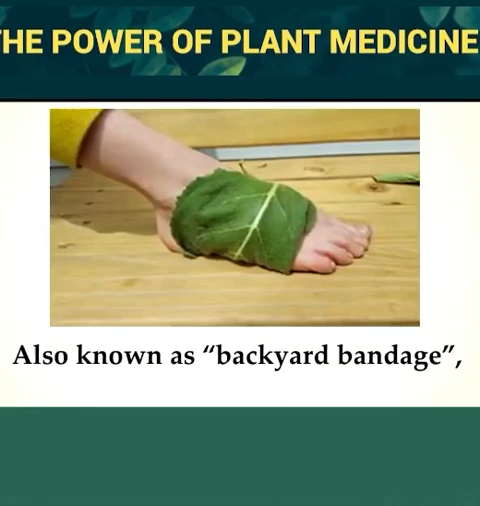 THE POWER OF PLANT MEDICINE
Also known as “backyard bandage”,